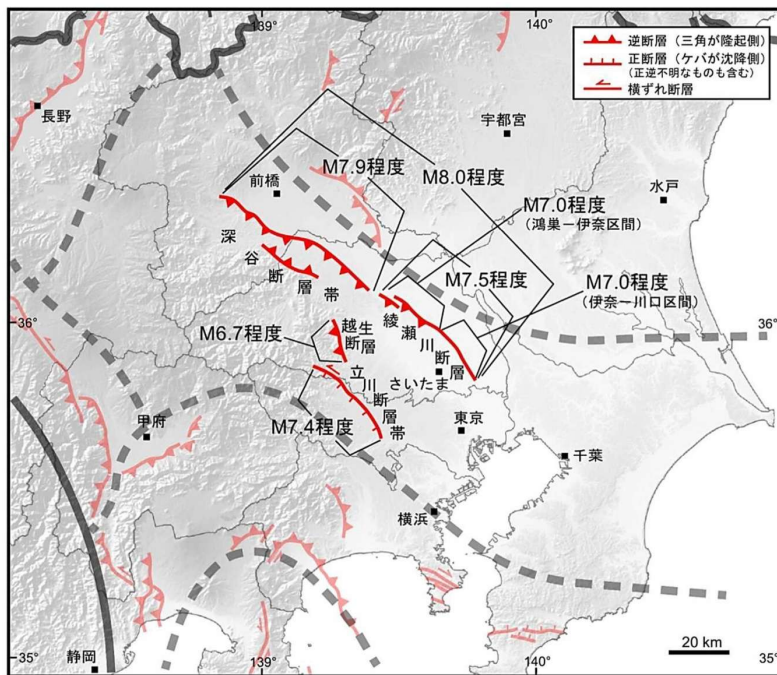 139°
140°
逆断層（三角が隆起側）
正断層（ケバが沈降側）
（正逆不明なものも含む）
横ずれ断層
長野
宇都宮
前橋
M7.9程度
M8.0程度
水戸
M7.0程度
（鴻巣－伊奈区間）
深谷断層帯
M7.5程度
M7.0程度
（伊奈－川口区間）
綾瀬川断層
36°
36°
M6.7程度
越生断層
さいたま
立川断層帯
東京
甲府
M7.4程度
千葉
横浜
20 km
35°
静岡
139°
140°
35°